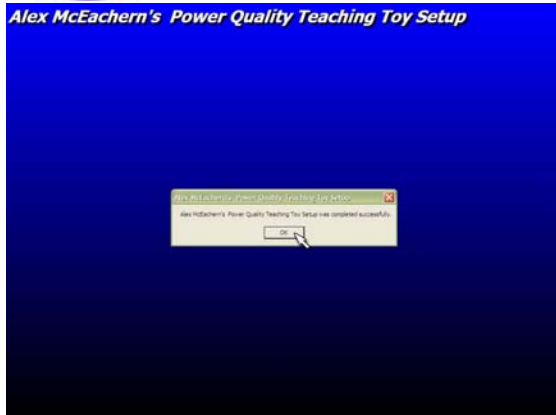 Alex McEachern's Power Quality Teaching Toy Setup
Alex McEachern's Power Quality Teaching Toy Setup
Alex McEachern's Power Quality Teaching Toy Setup was completed successfully.
OK